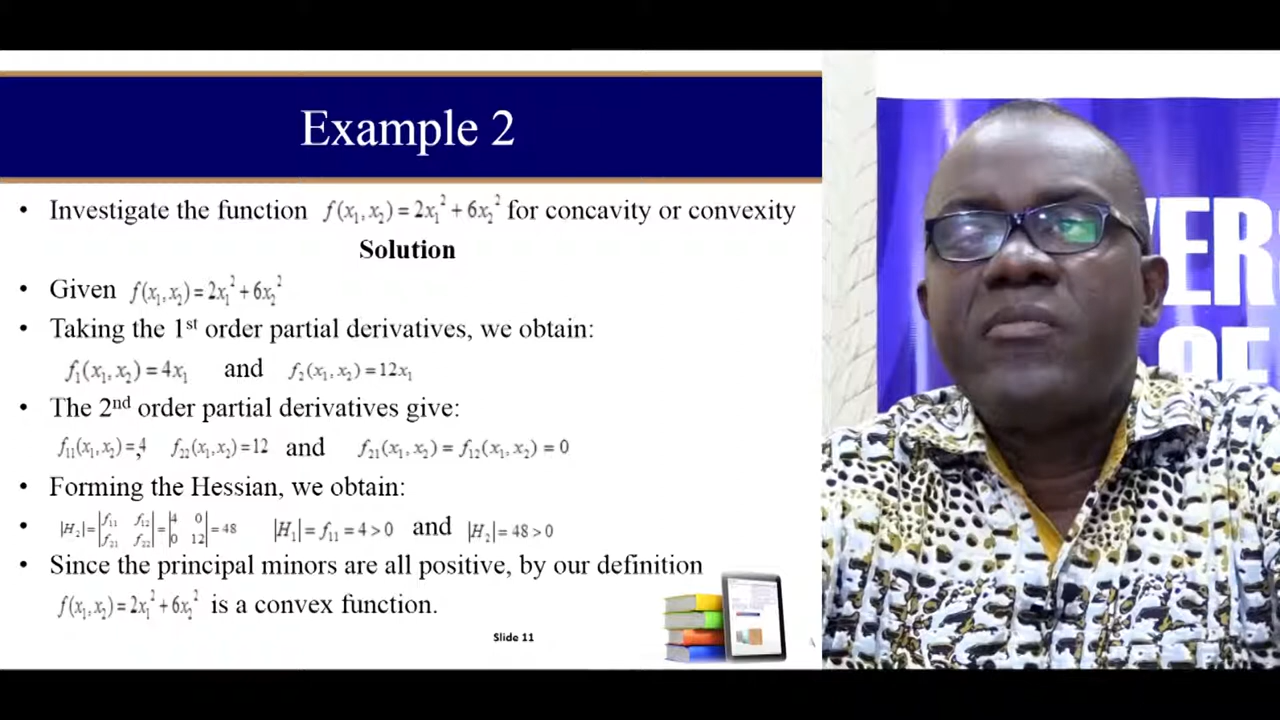 Example 2
• Investigate the function f(x₁, x₂) = 2x₁² + 6x₂² for concavity or convexity
Solution
• Given f(x₁, x₂) = 2x₁² + 6x₂²
• Taking the 1st order partial derivatives, we obtain:
f₁(x₁, x₂) = 4x₁ and f₂(x₁, x₂) = 12x₁
• The 2nd order partial derivatives give:
f₁₁(x₁, x₂) = 4, f₂₂(x₁, x₂) = 12 and f₂₁(x₁, x₂) = f₁₂(x₁, x₂) = 0
• Forming the Hessian, we obtain:
• |H₂| = |f₁₁ f₁₂; f₂₁ f₂₂| = |4 0; 0 12| = 48 |H₁| = f₁₁ = 4 > 0 and |H₂| = 48 > 0
• Since the principal minors are all positive, by our definition
f(x₁, x₂) = 2x₁² + 6x₂² is a convex function.
Slide 11
VERS
OF